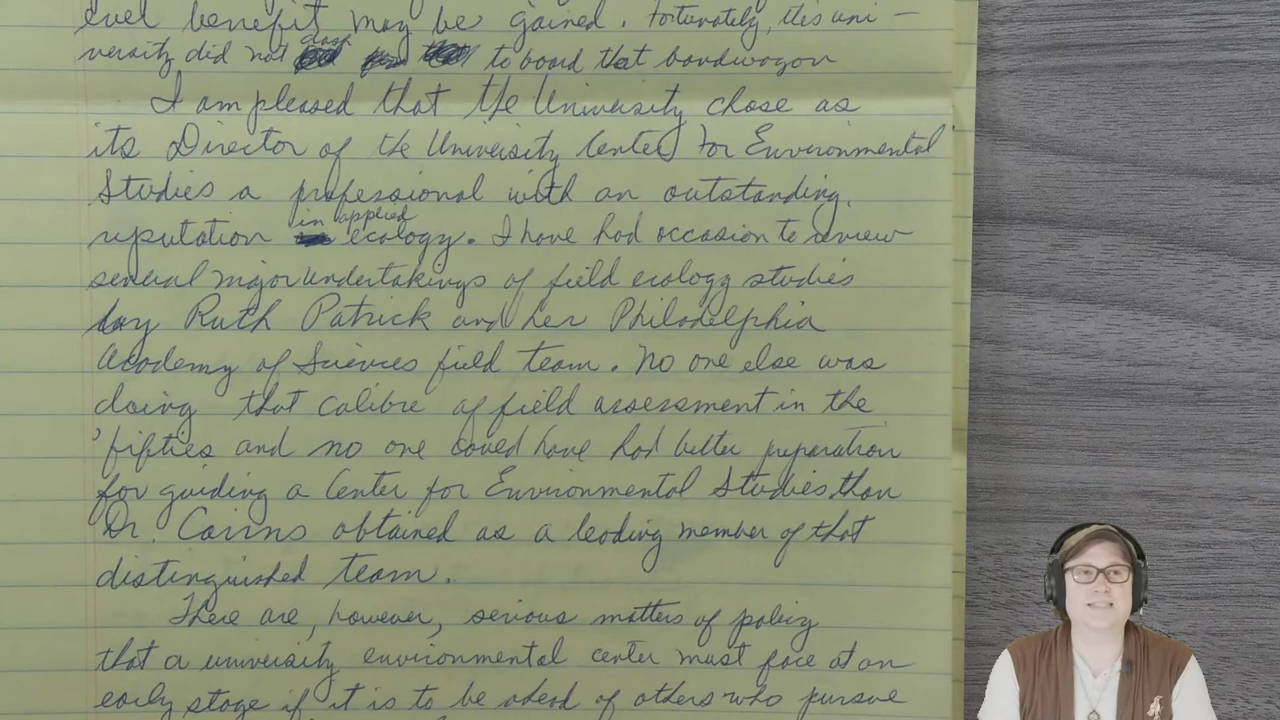 evel benefit may be gained. Fortunately, this uni-
versity did not dash to board that bandwagon
I am pleased that the University chose as
its Director of the University Center for Environmental
Studies a professional with an outstanding
reputation in applied ecology. I have had occasion to review
several major undertakings of field ecology studies
by Ruth Patrick and her Philadelphia
Academy of Sciences field team. No one else was
doing that calibre of field assessment in the
'fifties and no one could have had better preparation
for guiding a Center for Environmental Studies than
Dr. Cairns obtained as a leading member of that
distinguished team.
There are, however, serious matters of policy
that a university environmental center must face at an
early stage if it is to be ahead of others who pursue